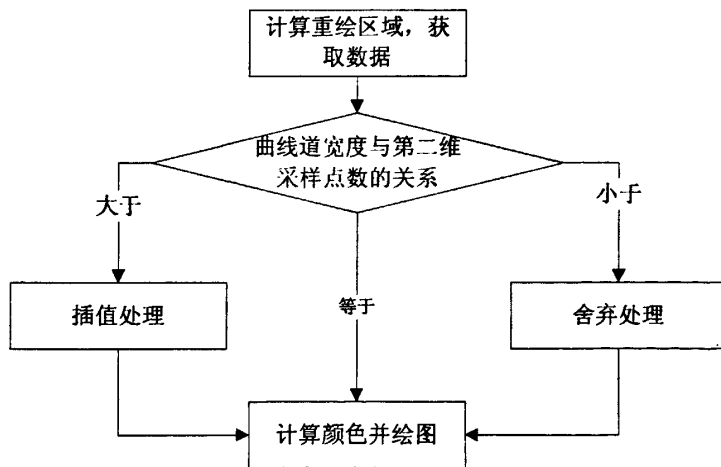 计算重绘区域，获
取数据
曲线道宽度与第二维
采样点数的关系
大于
小于
插值处理
等于
舍弃处理
计算颜色并绘图